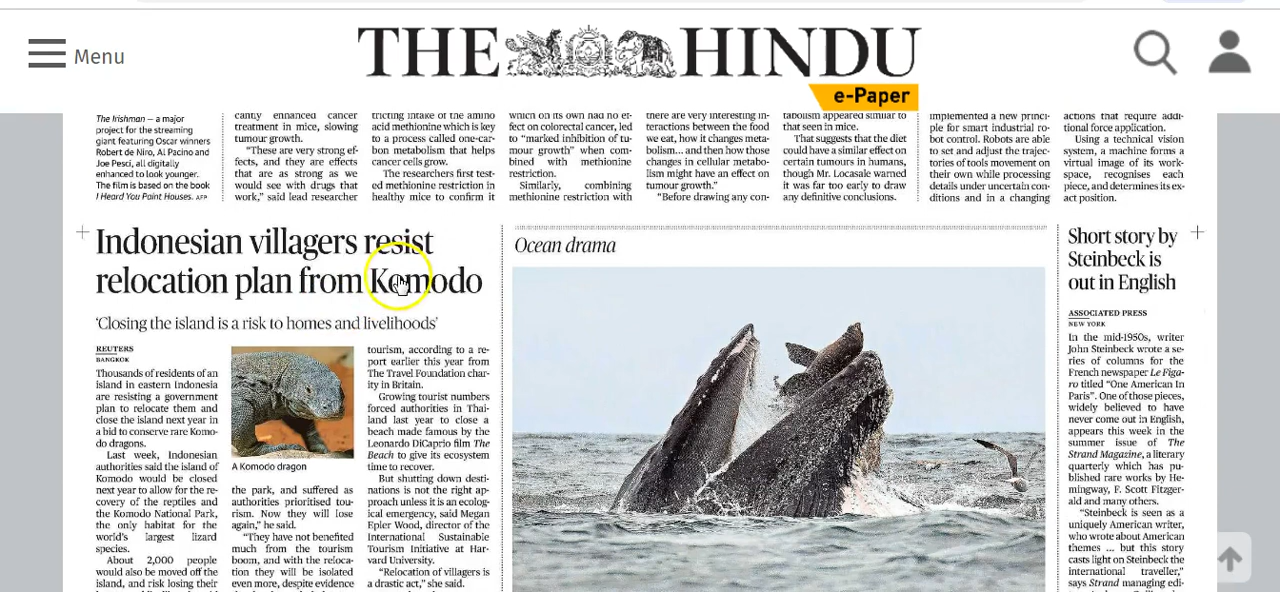 Menu
THE HINDU
e-Paper
The Irishman — a major
project for the streaming
giant featuring Oscar winners
Robert de Niro, Al Pacino and
Joe Pesci, all digitally
enhanced to look younger.
The film is based on the book
I Heard You Paint Houses. AFP
cantly enhanced cancer
treatment in mice, slowing
tumour growth.
"These are very strong ef-
fects, and they are effects
that are as strong as we
would see with drugs that
work," said lead researcher
tricting intake of the amino
acid methionine which is key
to a process called one-car-
bon metabolism that helps
cancer cells grow.
The researchers first test-
ed methionine restriction in
healthy mice to confirm it
which on its own had no ef-
fect on colorectal cancer, led
to "marked inhibition of tu-
mour growth" when com-
bined with methionine
restriction.
Similarly, combining
methionine restriction with
there are very interesting in-
teractions between the food
we eat, how it changes meta-
bolism... and then how those
changes in cellular metabo-
lism might have an effect on
tumour growth."
"Before drawing any con-
tabolism appeared similar to
that seen in mice.
That suggests that the diet
could have a similar effect on
certain tumours in humans,
though Mr. Locasale warned
it was far too early to draw
any definitive conclusions.
implemented a new princi-
ple for smart industrial ro-
bot control. Robots are able
to set and adjust the trajec-
tories of tools movement on
their own while processing
details under uncertain con-
ditions and in a changing
actions that require addi-
tional force application.
Using a technical vision
system, a machine forms a
virtual image of its work-
space, recognises each
piece, and determines its ex-
act position.
Indonesian villagers resist
relocation plan from Komodo
'Closing the island is a risk to homes and livelihoods'
REUTERS
BANGKOK
Thousands of residents of an
island in eastern Indonesia
are resisting a government
plan to relocate them and
close the island next year in
a bid to conserve rare Komo-
do dragons.
Last week, Indonesian
authorities said the island of
Komodo would be closed
next year to allow for the re-
covery of the reptiles and
the Komodo National Park,
the only habitat for the
world's largest lizard
species.
About 2,000 people
would also be moved off the
island, and risk losing their
A Komodo dragon
the park, and suffered as
authorities prioritised tou-
rism. Now they will lose
again," he said.
"They have not benefited
much from the tourism
boom, and with the reloca-
tion they will be isolated
even more, despite evidence
tourism, according to a re-
port earlier this year from
The Travel Foundation char-
ity in Britain.
Growing tourist numbers
forced authorities in Thai-
land last year to close a
beach made famous by the
Leonardo DiCaprio film The
Beach to give its ecosystem
time to recover.
But shutting down desti-
nations is not the right ap-
proach unless it is an ecolog-
ical emergency, said Megan
Epler Wood, director of the
International Sustainable
Tourism Initiative at Har-
vard University.
"Relocation of villagers is
a drastic act," she said.
Ocean drama
Short story by
Steinbeck is
out in English
ASSOCIATED PRESS
NEW YORK
In the mid-1950s, writer
John Steinbeck wrote a se-
ries of columns for the
French newspaper Le Figa-
ro titled "One American In
Paris". One of those pieces,
widely believed to have
never come out in English,
appears this week in the
summer issue of The
Strand Magazine, a literary
quarterly which has pu-
blished rare works by He-
mingway, F. Scott Fitzger-
ald and many others.
"Steinbeck is seen as a
uniquely American writer,
who wrote about American
themes ... but this story
casts light on Steinbeck the
international traveller,"
says Strand managing edi-